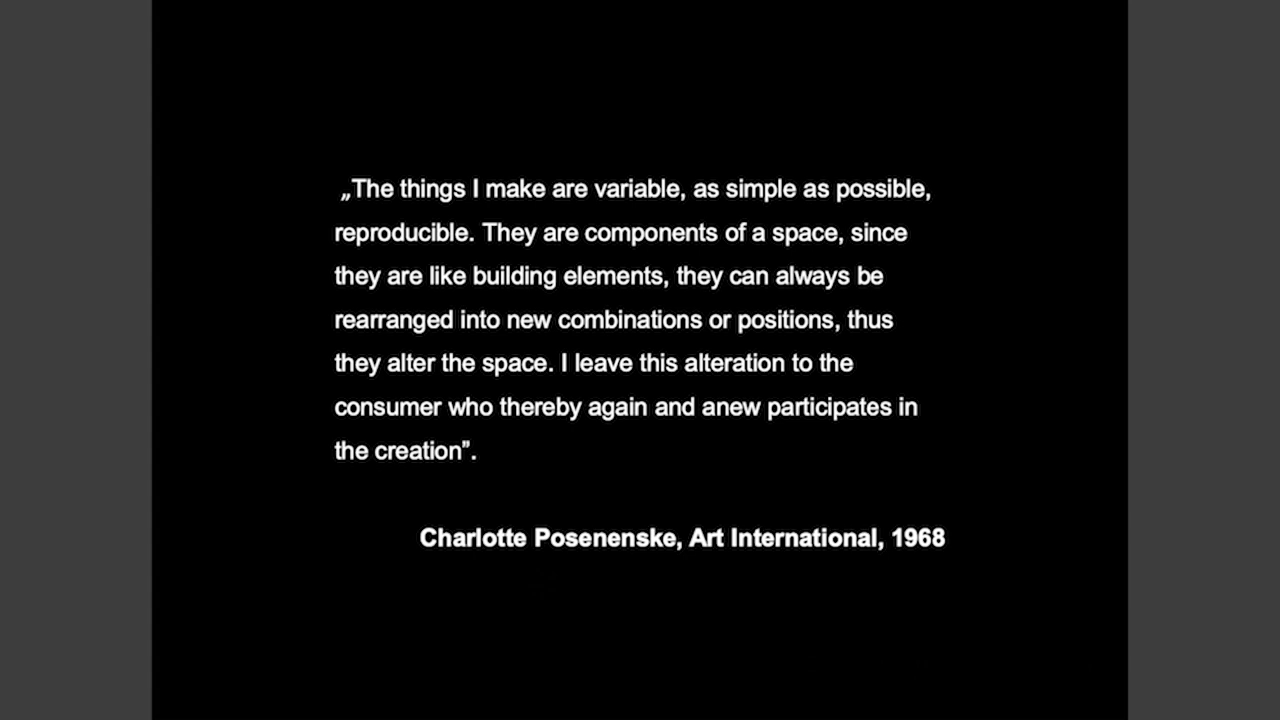 „The things I make are variable, as simple as possible,
reproducible. They are components of a space, since
they are like building elements, they can always be
rearranged into new combinations or positions, thus
they alter the space. I leave this alteration to the
consumer who thereby again and anew participates in
the creation”.
Charlotte Posenenske, Art International, 1968